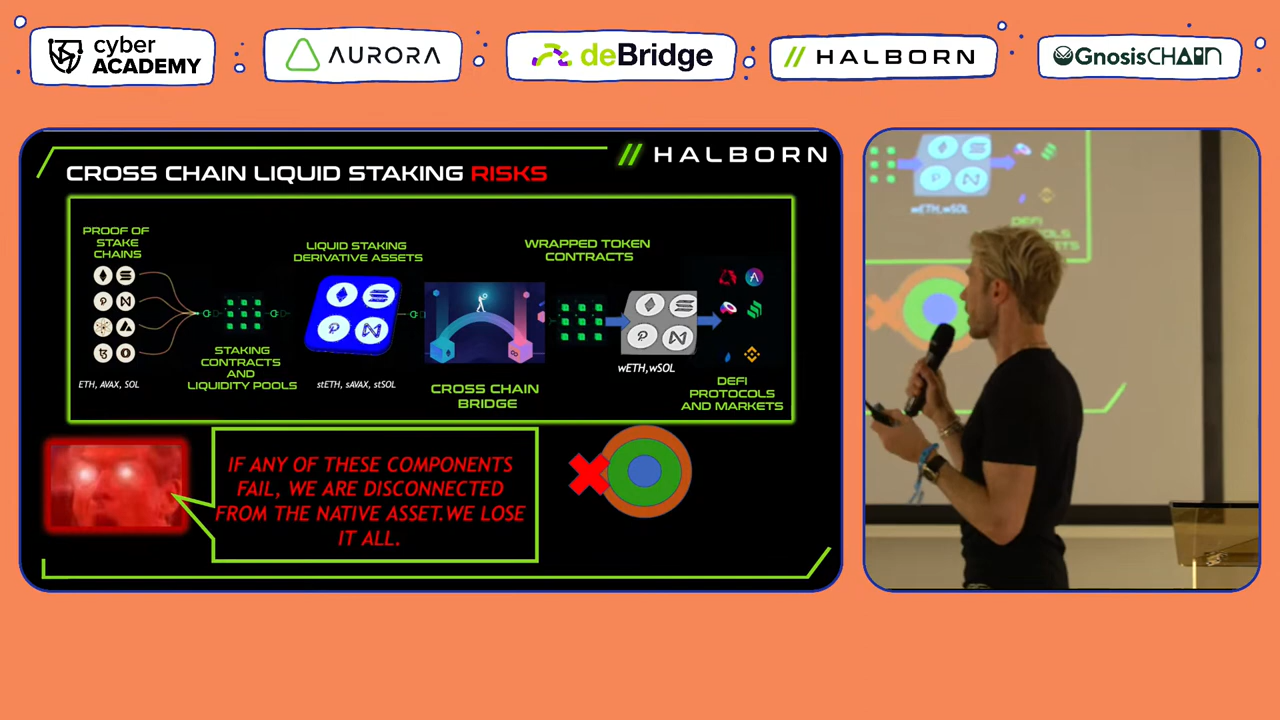 cyber
ACADEMY
AURORA
deBridge
// HALBORN
GnosisCHAIN
// HALBORN
CROSS CHAIN LIQUID STAKING RISKS
PROOF OF
STAKE
CHAINS
ETH, AVAX, SOL
STAKING
CONTRACTS
AND
LIQUIDITY POOLS
LIQUID STAKING
DERIVATIVE ASSETS
stETH, sAVAX, stSOL
CROSS CHAIN
BRIDGE
WRAPPED TOKEN
CONTRACTS
wETH,wSOL
DEFI
PROTOCOLS
AND MARKETS
IF ANY OF THESE COMPONENTS
FAIL, WE ARE DISCONNECTED
FROM THE NATIVE ASSET.WE LOSE
IT ALL.
wETH,wSOL